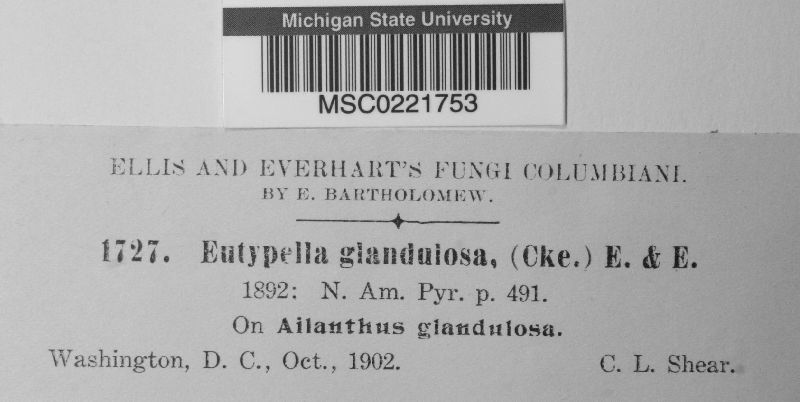 Michigan State University
MSC0221753
ELLIS AND EVERHART'S FUNGI COLUMBIANI.
BY E. BARTHOLOMEW.
1727. Eutypella glandulosa, (Cke.) E. & E.
1892: N. Am. Pyr. p. 491.
On Ailanthus glandulosa.
Washington, D. C., Oct., 1902. C. L. Shear.